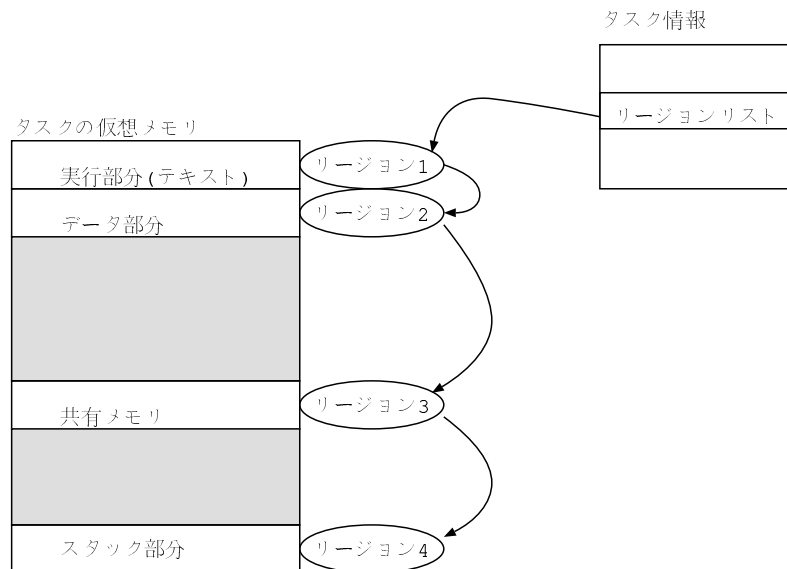 タスク情報
リージョンリスト
タスクの仮想メモリ
実行部分(テキスト)
リージョン1
データ部分
リージョン2
共有メモリ
リージョン3
スタック部分
リージョン4